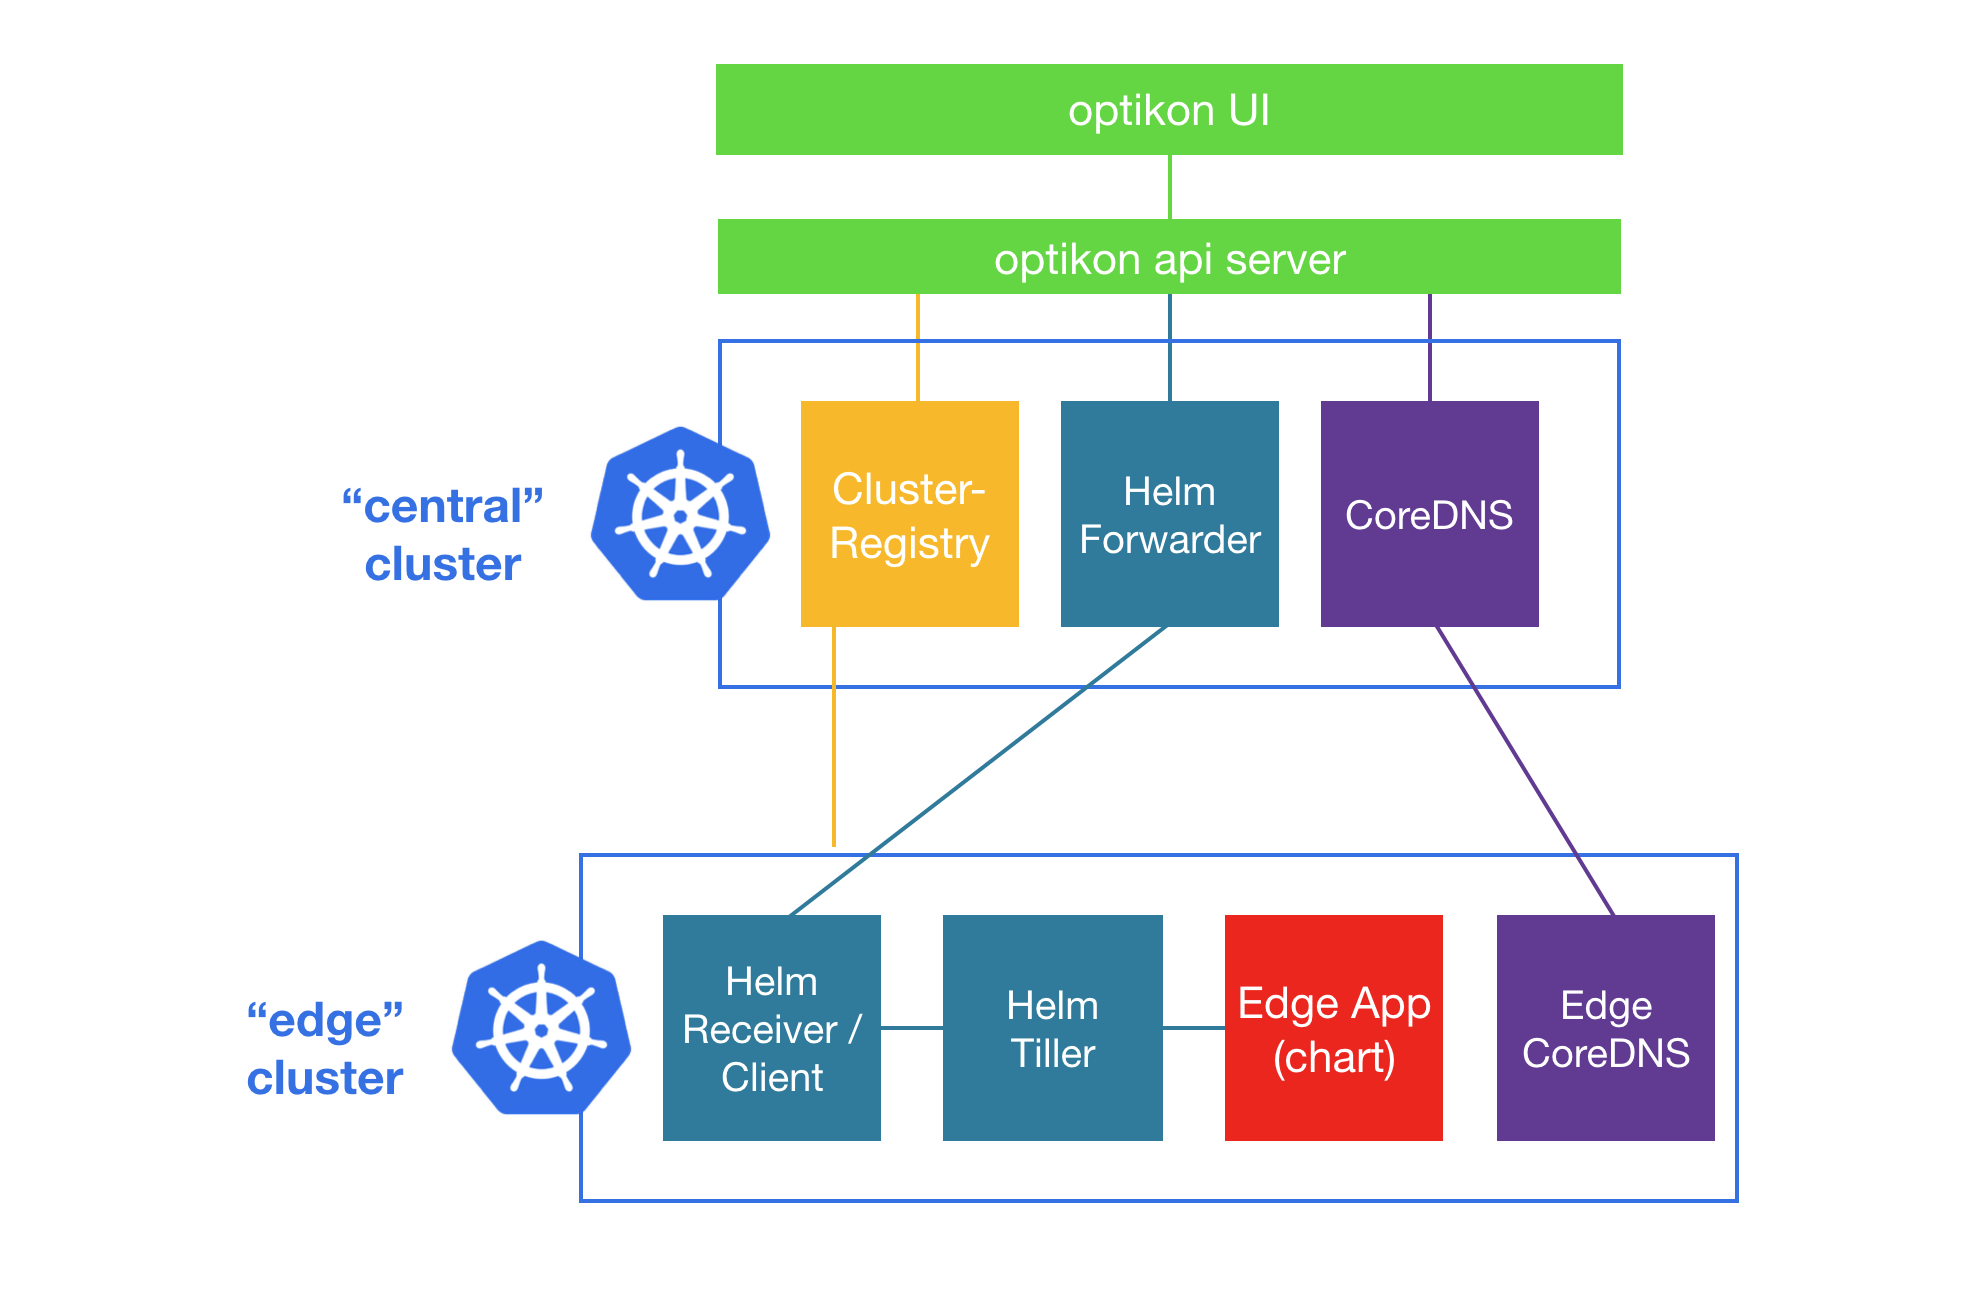 optikon UI
optikon api server
“central”
cluster
Cluster-
Registry
Helm
Forwarder
CoreDNS
“edge”
cluster
Helm
Receiver /
Client
Helm
Tiller
Edge App
(chart)
Edge
CoreDNS